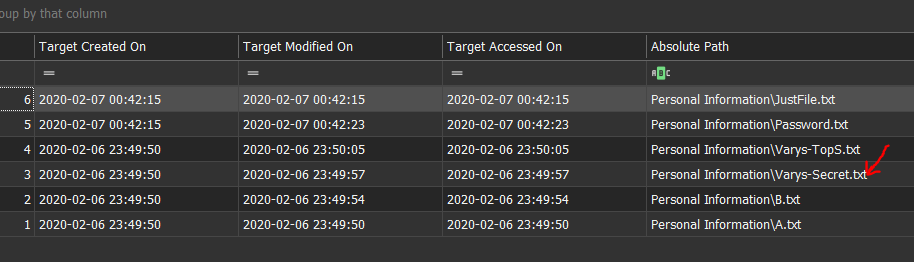 oup by that column
Target Created On Target Modified On Target Accessed On Absolute Path
= = = ABC
6 2020-02-07 00:42:15 2020-02-07 00:42:15 2020-02-07 00:42:15 Personal Information\JustFile.txt
5 2020-02-07 00:42:15 2020-02-07 00:42:23 2020-02-07 00:42:23 Personal Information\Password.txt
4 2020-02-06 23:49:50 2020-02-06 23:50:05 2020-02-06 23:50:05 Personal Information\Varys-TopS.txt
3 2020-02-06 23:49:50 2020-02-06 23:49:57 2020-02-06 23:49:57 Personal Information\Varys-Secret.txt
2 2020-02-06 23:49:50 2020-02-06 23:49:54 2020-02-06 23:49:54 Personal Information\B.txt
1 2020-02-06 23:49:50 2020-02-06 23:49:50 2020-02-06 23:49:50 Personal Information\A.txt